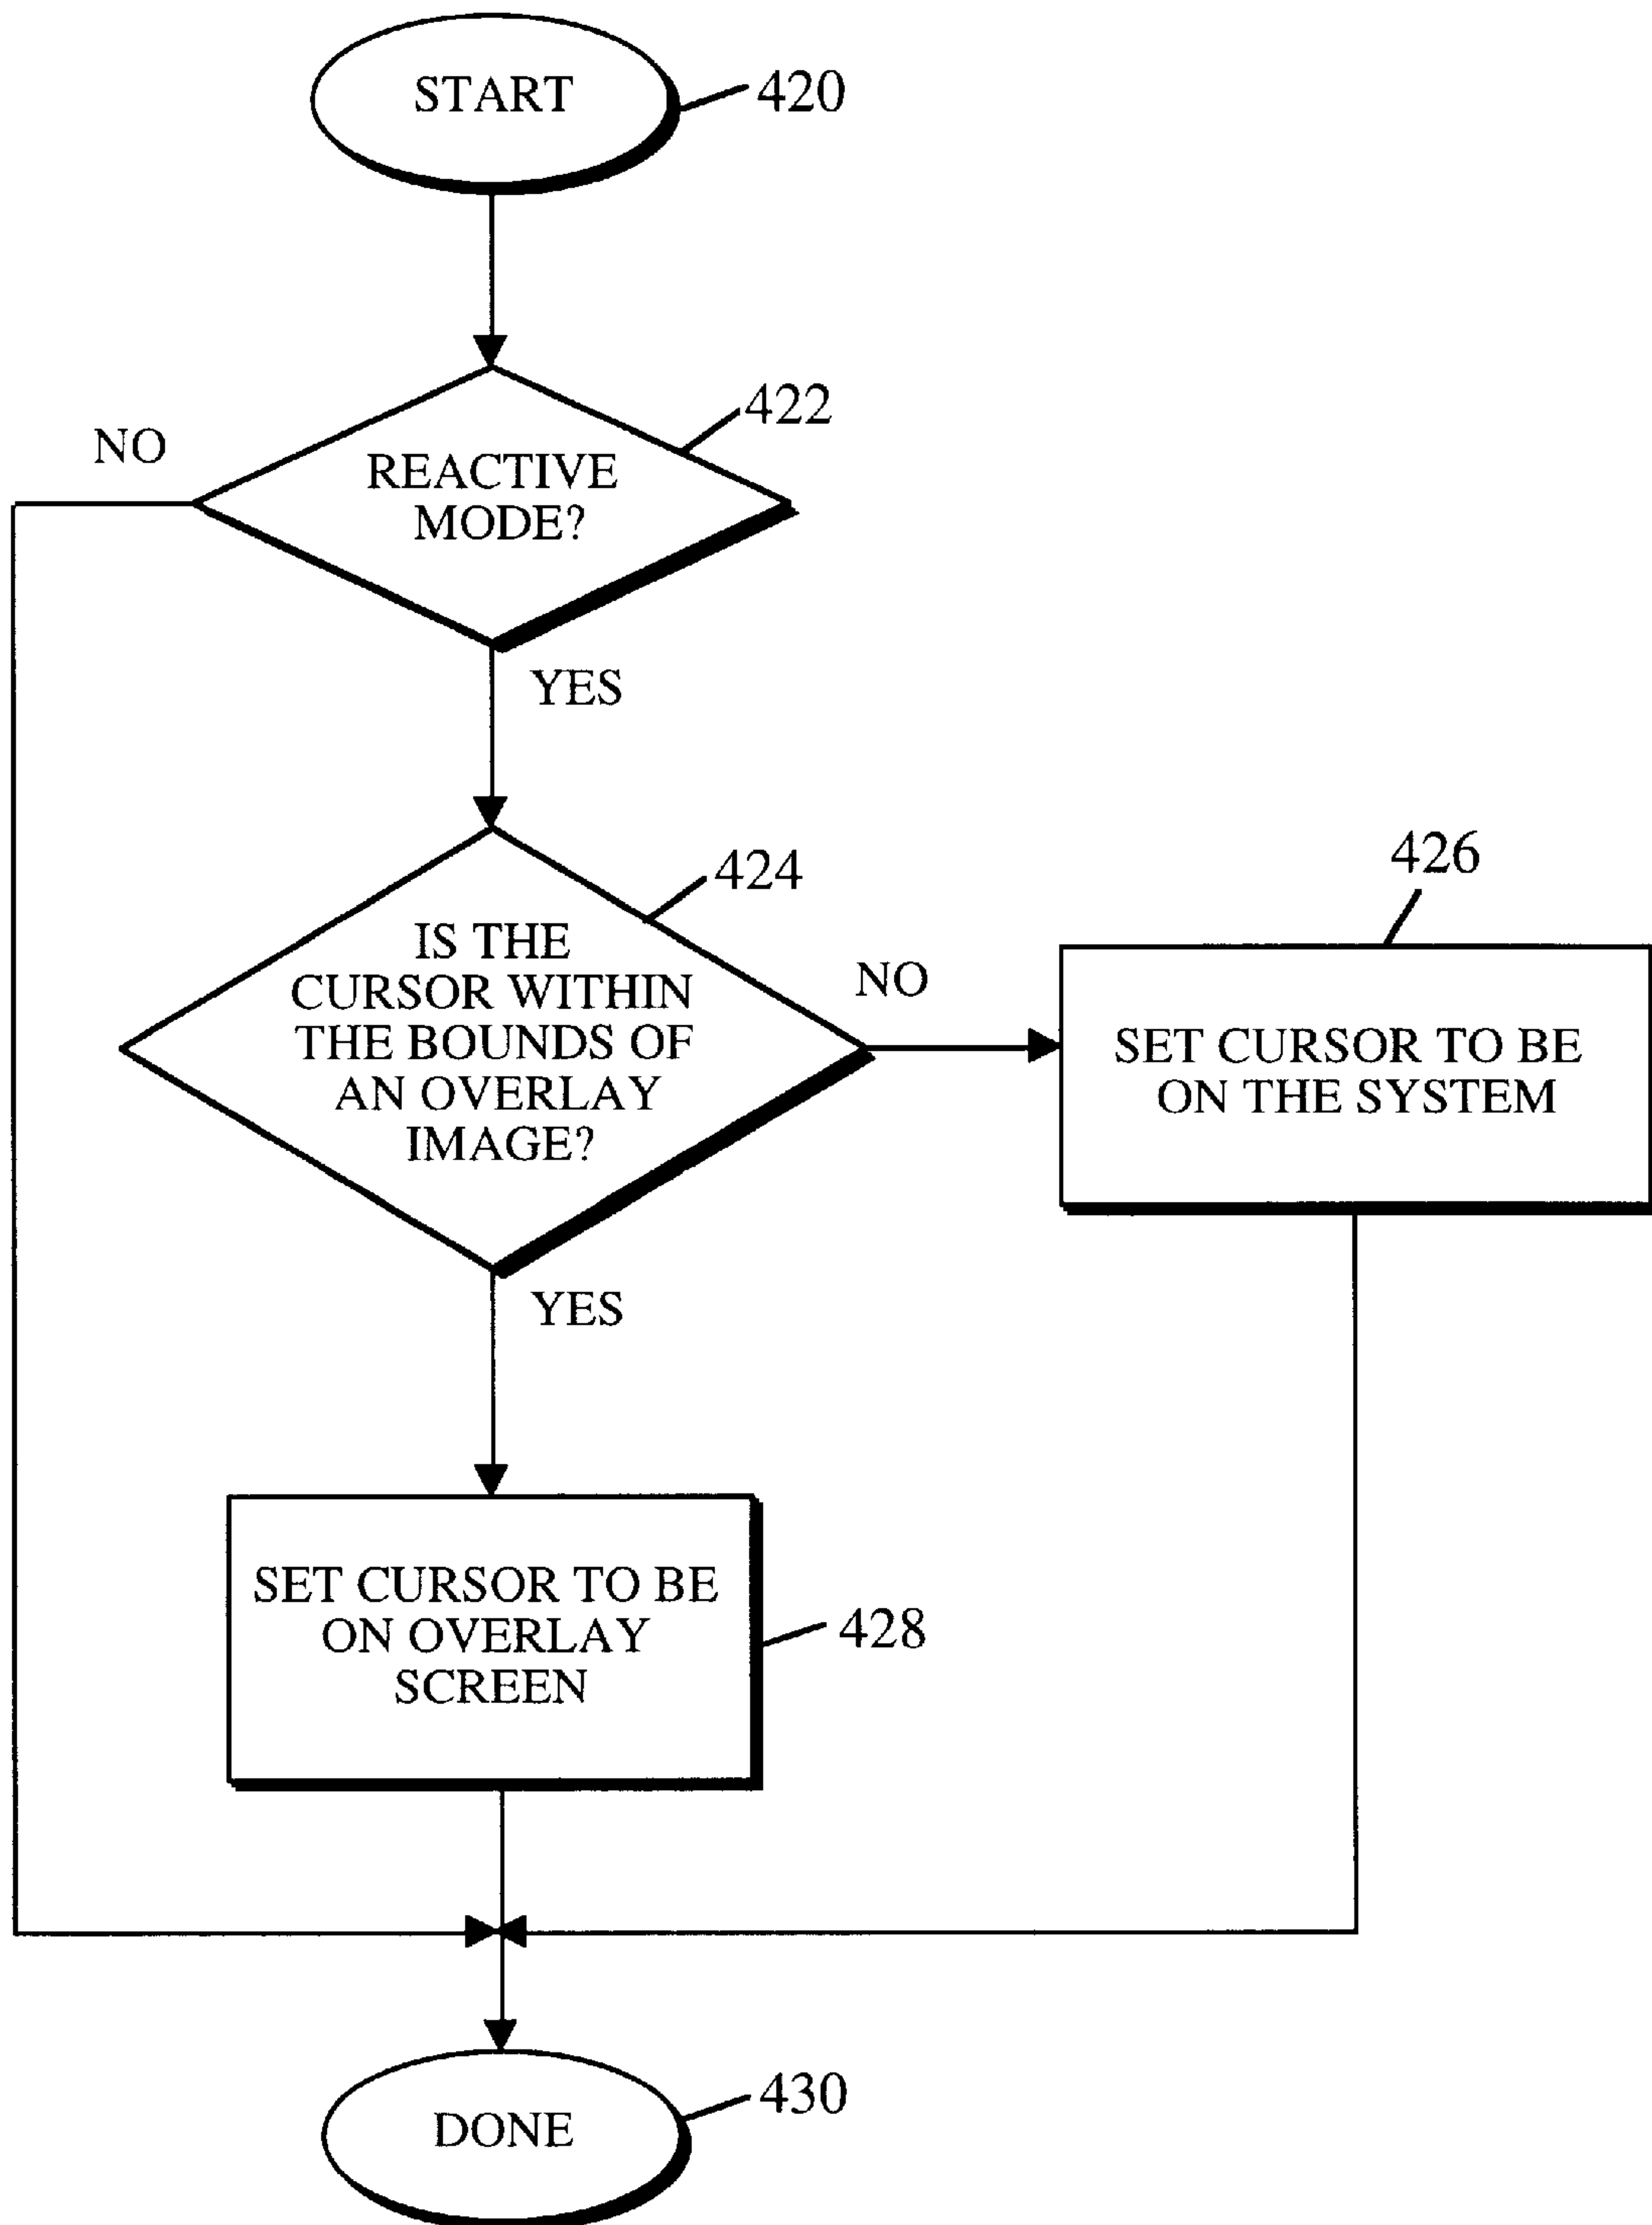 START
420
422
NO
REACTIVE
MODE?
YES
424
426
IS THE
CURSOR WITHIN
THE BOUNDS OF
AN OVERLAY
IMAGE?
NO
SET CURSOR TO BE
ON THE SYSTEM
YES
SET CURSOR TO BE
ON OVERLAY
SCREEN
428
DONE
430